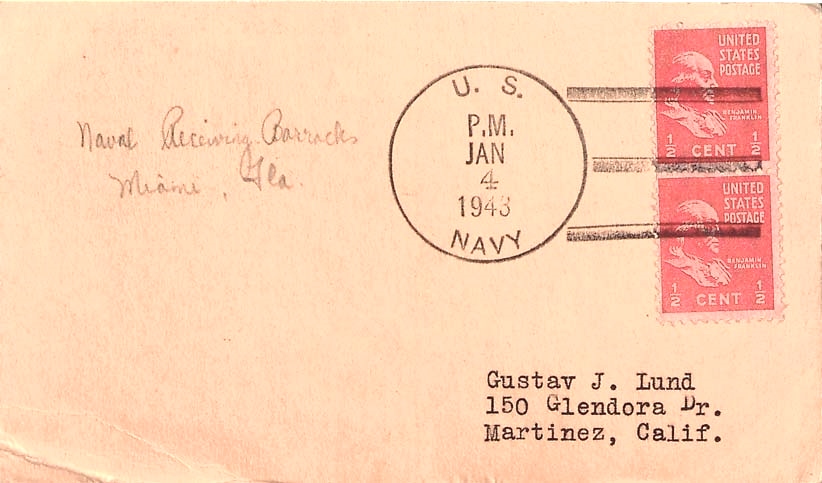 Naval Receiving Barracks
Miami, Fla.
U. S.
P.M.
JAN
4
1943
NAVY
UNITED
STATES
POSTAGE
BENJAMIN
FRANKLIN
1/2 CENT 1/2
UNITED
STATES
POSTAGE
BENJAMIN
FRANKLIN
1/2 CENT 1/2
Gustav J. Lund
150 Glendora Dr.
Martinez, Calif.